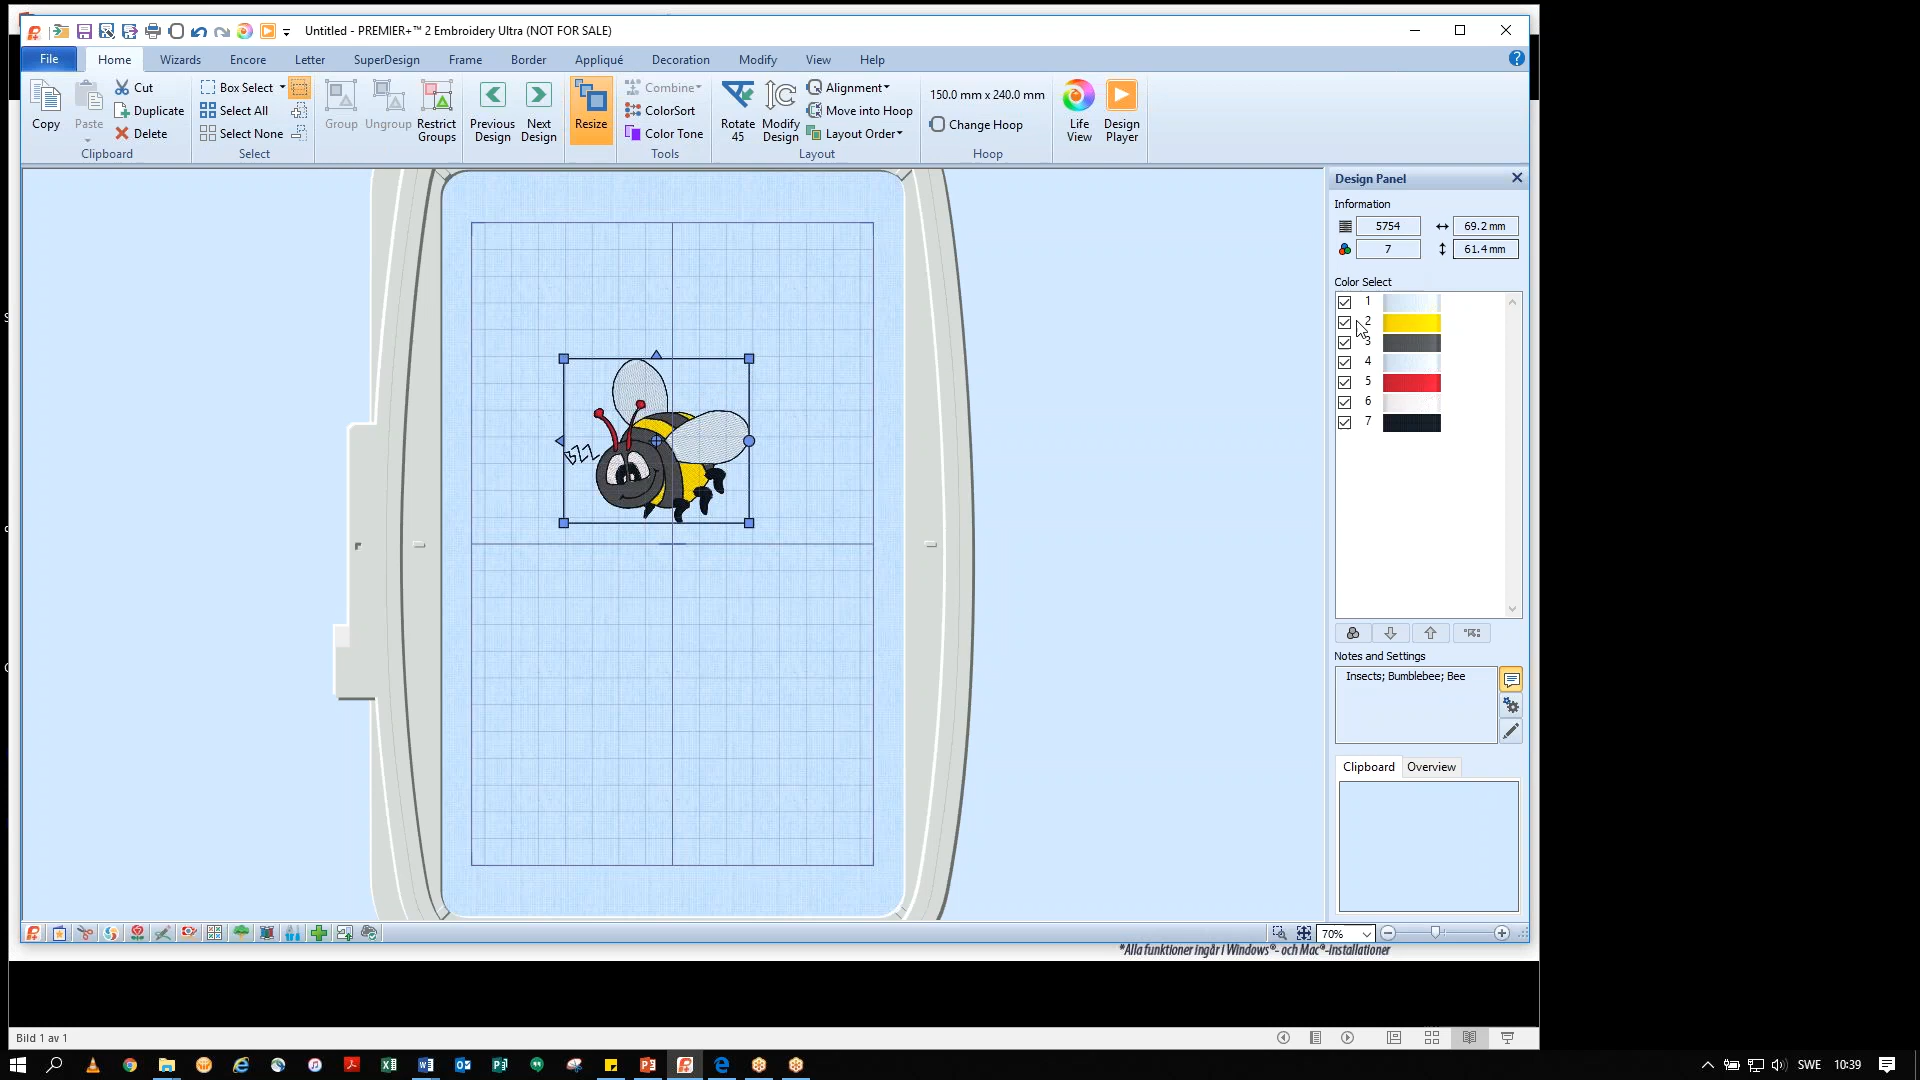 Untitled - PREMIER+™ 2 Embroidery Ultra (NOT FOR SALE)
File Home Wizards Encore Letter SuperDesign Frame Border Appliqué Decoration Modify View Help
Copy
Paste
Cut
Duplicate
Delete
Clipboard
Box Select
Select All
Select None
Select
Group
Ungroup
Restrict Groups
Previous Design
Next Design
Resize
Combine
ColorSort
Color Tone
Tools
Rotate 45
Modify Design
Alignment
Move into Hoop
Layout Order
Layout
150.0 mm x 240.0 mm
Change Hoop
Hoop
Life View
Design Player
Design Panel
Information
5754 69.2 mm
7 61.4 mm
Color Select
1
2
3
4
5
6
7
Notes and Settings
Insects; Bumblebee; Bee
Clipboard Overview
BZZ
70%
*Alla funktioner ingår i Windows®- och Mac®-installationer
Bild 1 av 1
SWE 10:39